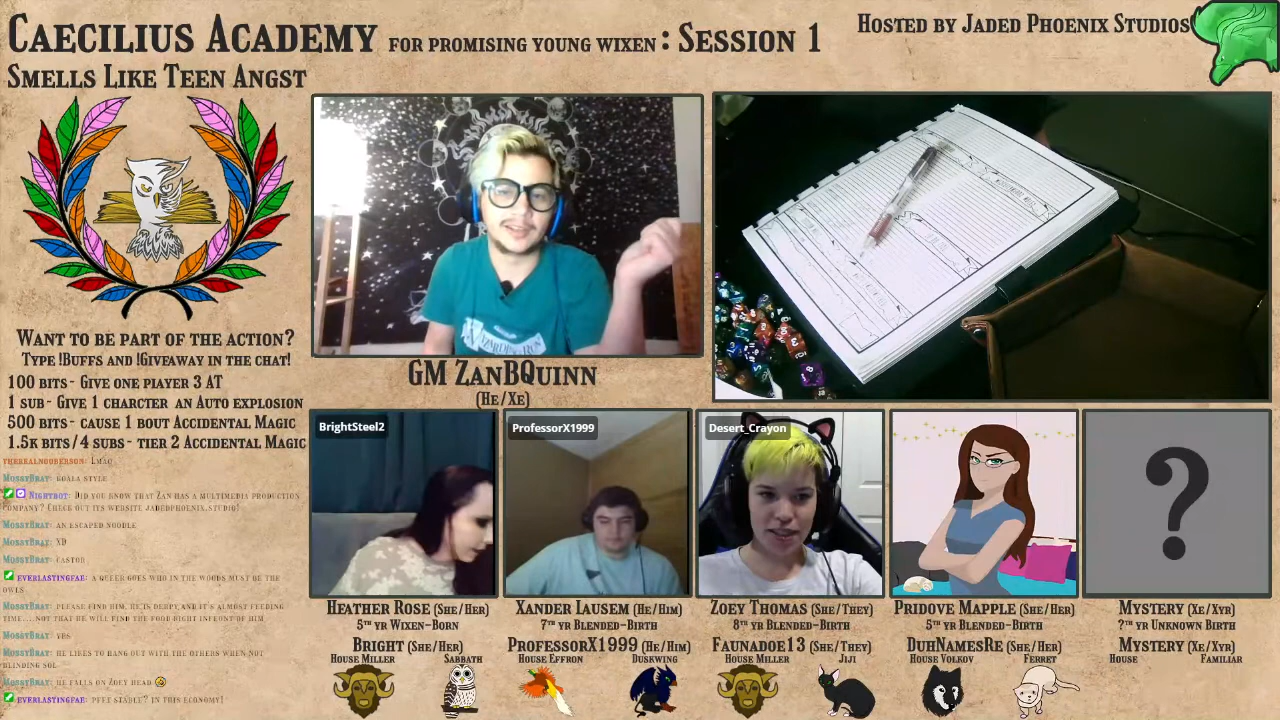 Caecilius Academy for promising young wixen: Session 1
Hosted by Jaded Phoenix Studios
Smells Like Teen Angst
Want to be part of the action?
Type !Buffs and !Giveaway in the chat!
100 bits - Give one player 3 AT
1 sub - Give 1 charcter an Auto explosion
500 bits - cause 1 bout Accidental Magic
1.5k bits/4 subs - tier 2 Accidental Magic
therealnoberson: Lmao
MossyBray: koala style
Nightbot: Did you know that Zan has a multimedia production
company? Check out its website jadedphoenix.studio!
MossyBray: an escaped noodle
MossyBray: XD
MossyBray: castor
everlastingfae: a queer goes who in the woods must be the
owls
MossyBray: please find him, he is derpy,and it's almost feeding
time....not that he will find the food right infront of him
MossyBray: yes
MossyBray: he likes to hang out with the others when not
blinding sol
MossyBray: he falls on Zoey head
everlastingfae: pfft stable? in this economy!
GM ZanBQuinn
(He/Xe)
BrightSteel2
ProfessorX1999
Desert_Crayon
?
Heather Rose (She/Her)
5th yr Wixen-Born
Bright (She/Her)
House Miller
Sabbath
Xander Lausem (He/Him)
7th yr Blended-Birth
ProfessorX1999 (He/Him)
House Effron
Duskwing
Zoey Thomas (She/They)
8th yr Blended-Birth
Faunadoe13 (She/They)
House Miller
Jiji
Pridove Mapple (She/Her)
5th yr Blended-Birth
DuhNamesRe (She/Her)
House Volkov
Ferret
Mystery (Xe/Xyr)
?th yr Unknown Birth
Mystery (Xe/Xyr)
House
Familiar